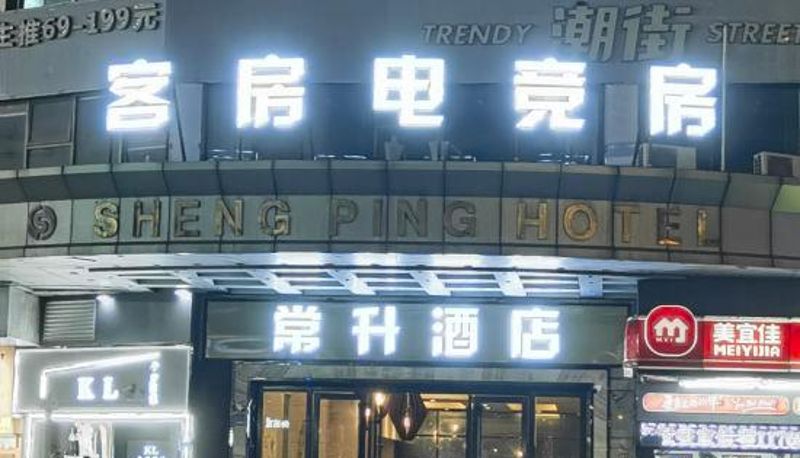 主推69-199元
TRENDY 潮街 STREET
客房电竞房
SHENG PING HOTEL
常升酒店
美宜佳
MEIYIJIA
KL
KL